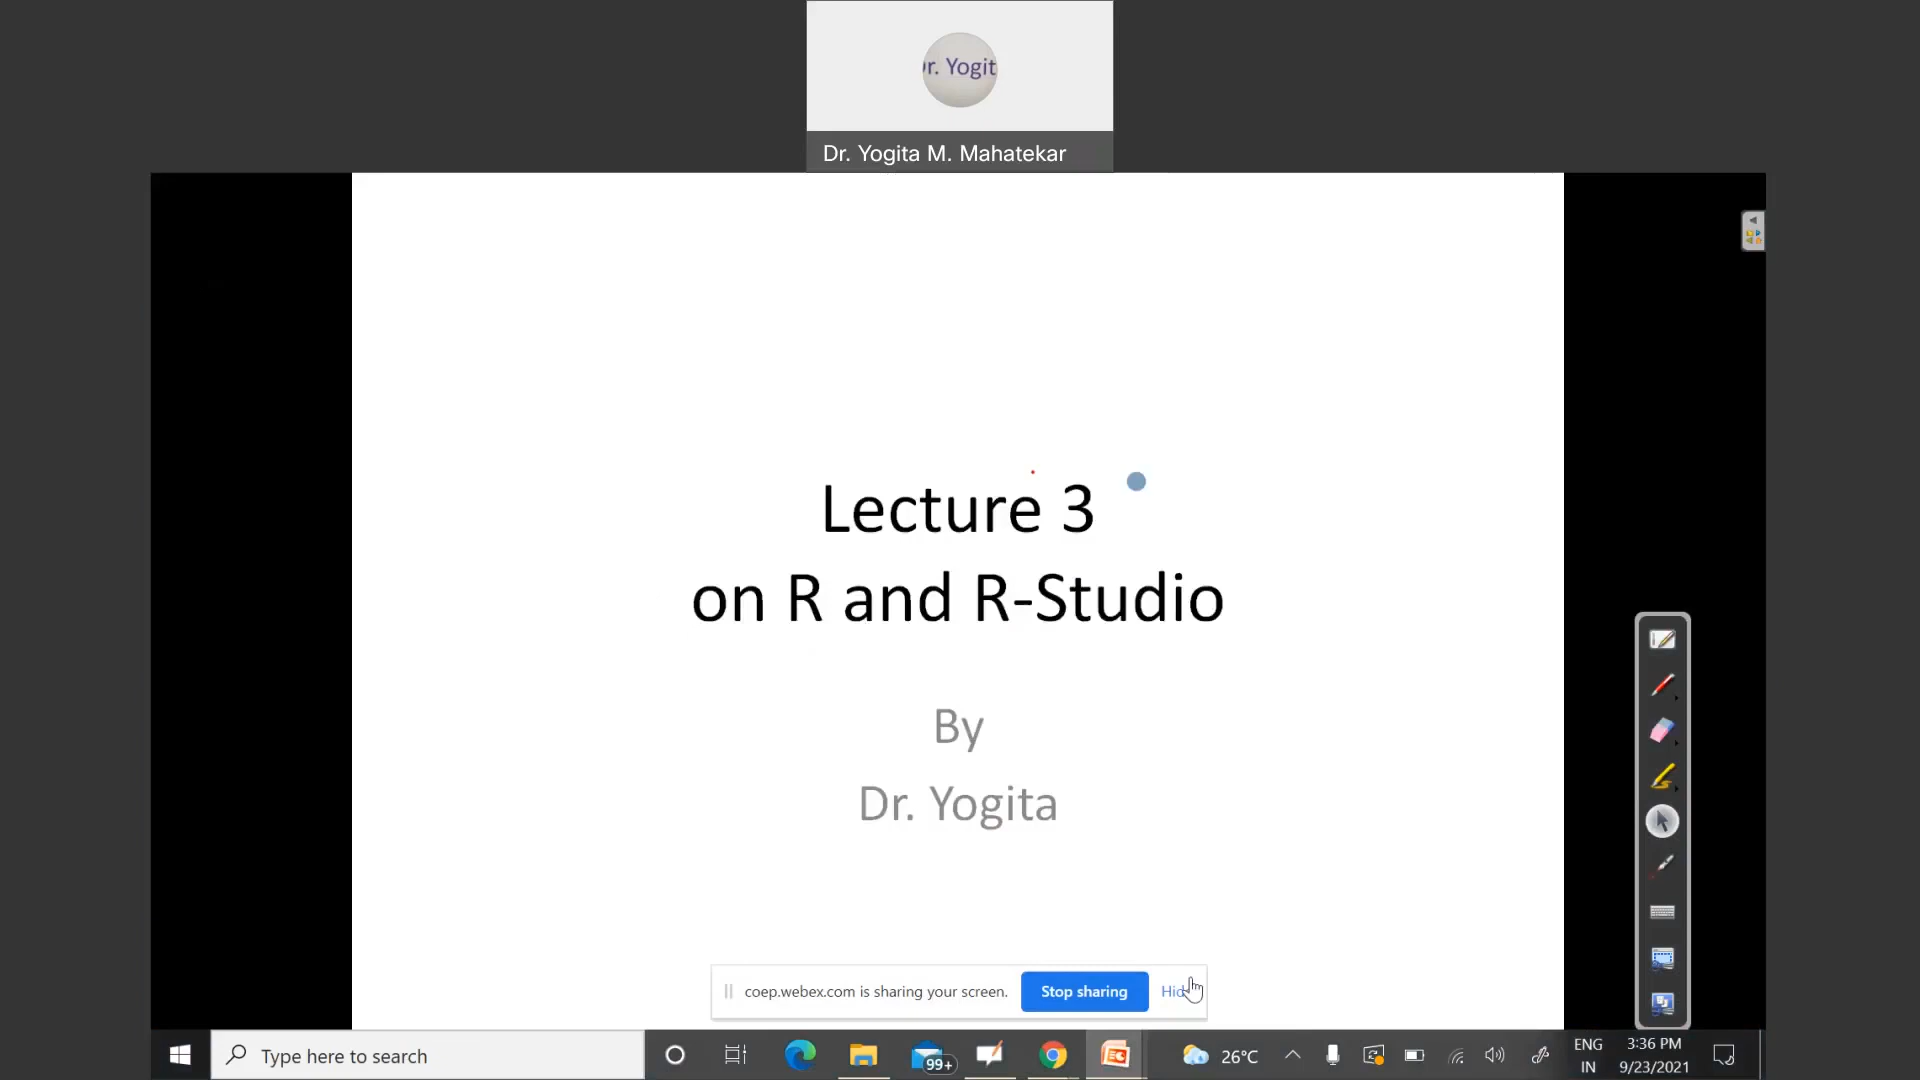 r. Yogit
Dr. Yogita M. Mahatekar
Lecture 3
on R and R-Studio
By
Dr. Yogita
coep.webex.com is sharing your screen.
Stop sharing
Hid
Type here to search
99+
26°C
ENG
IN
3:36 PM
9/23/2021